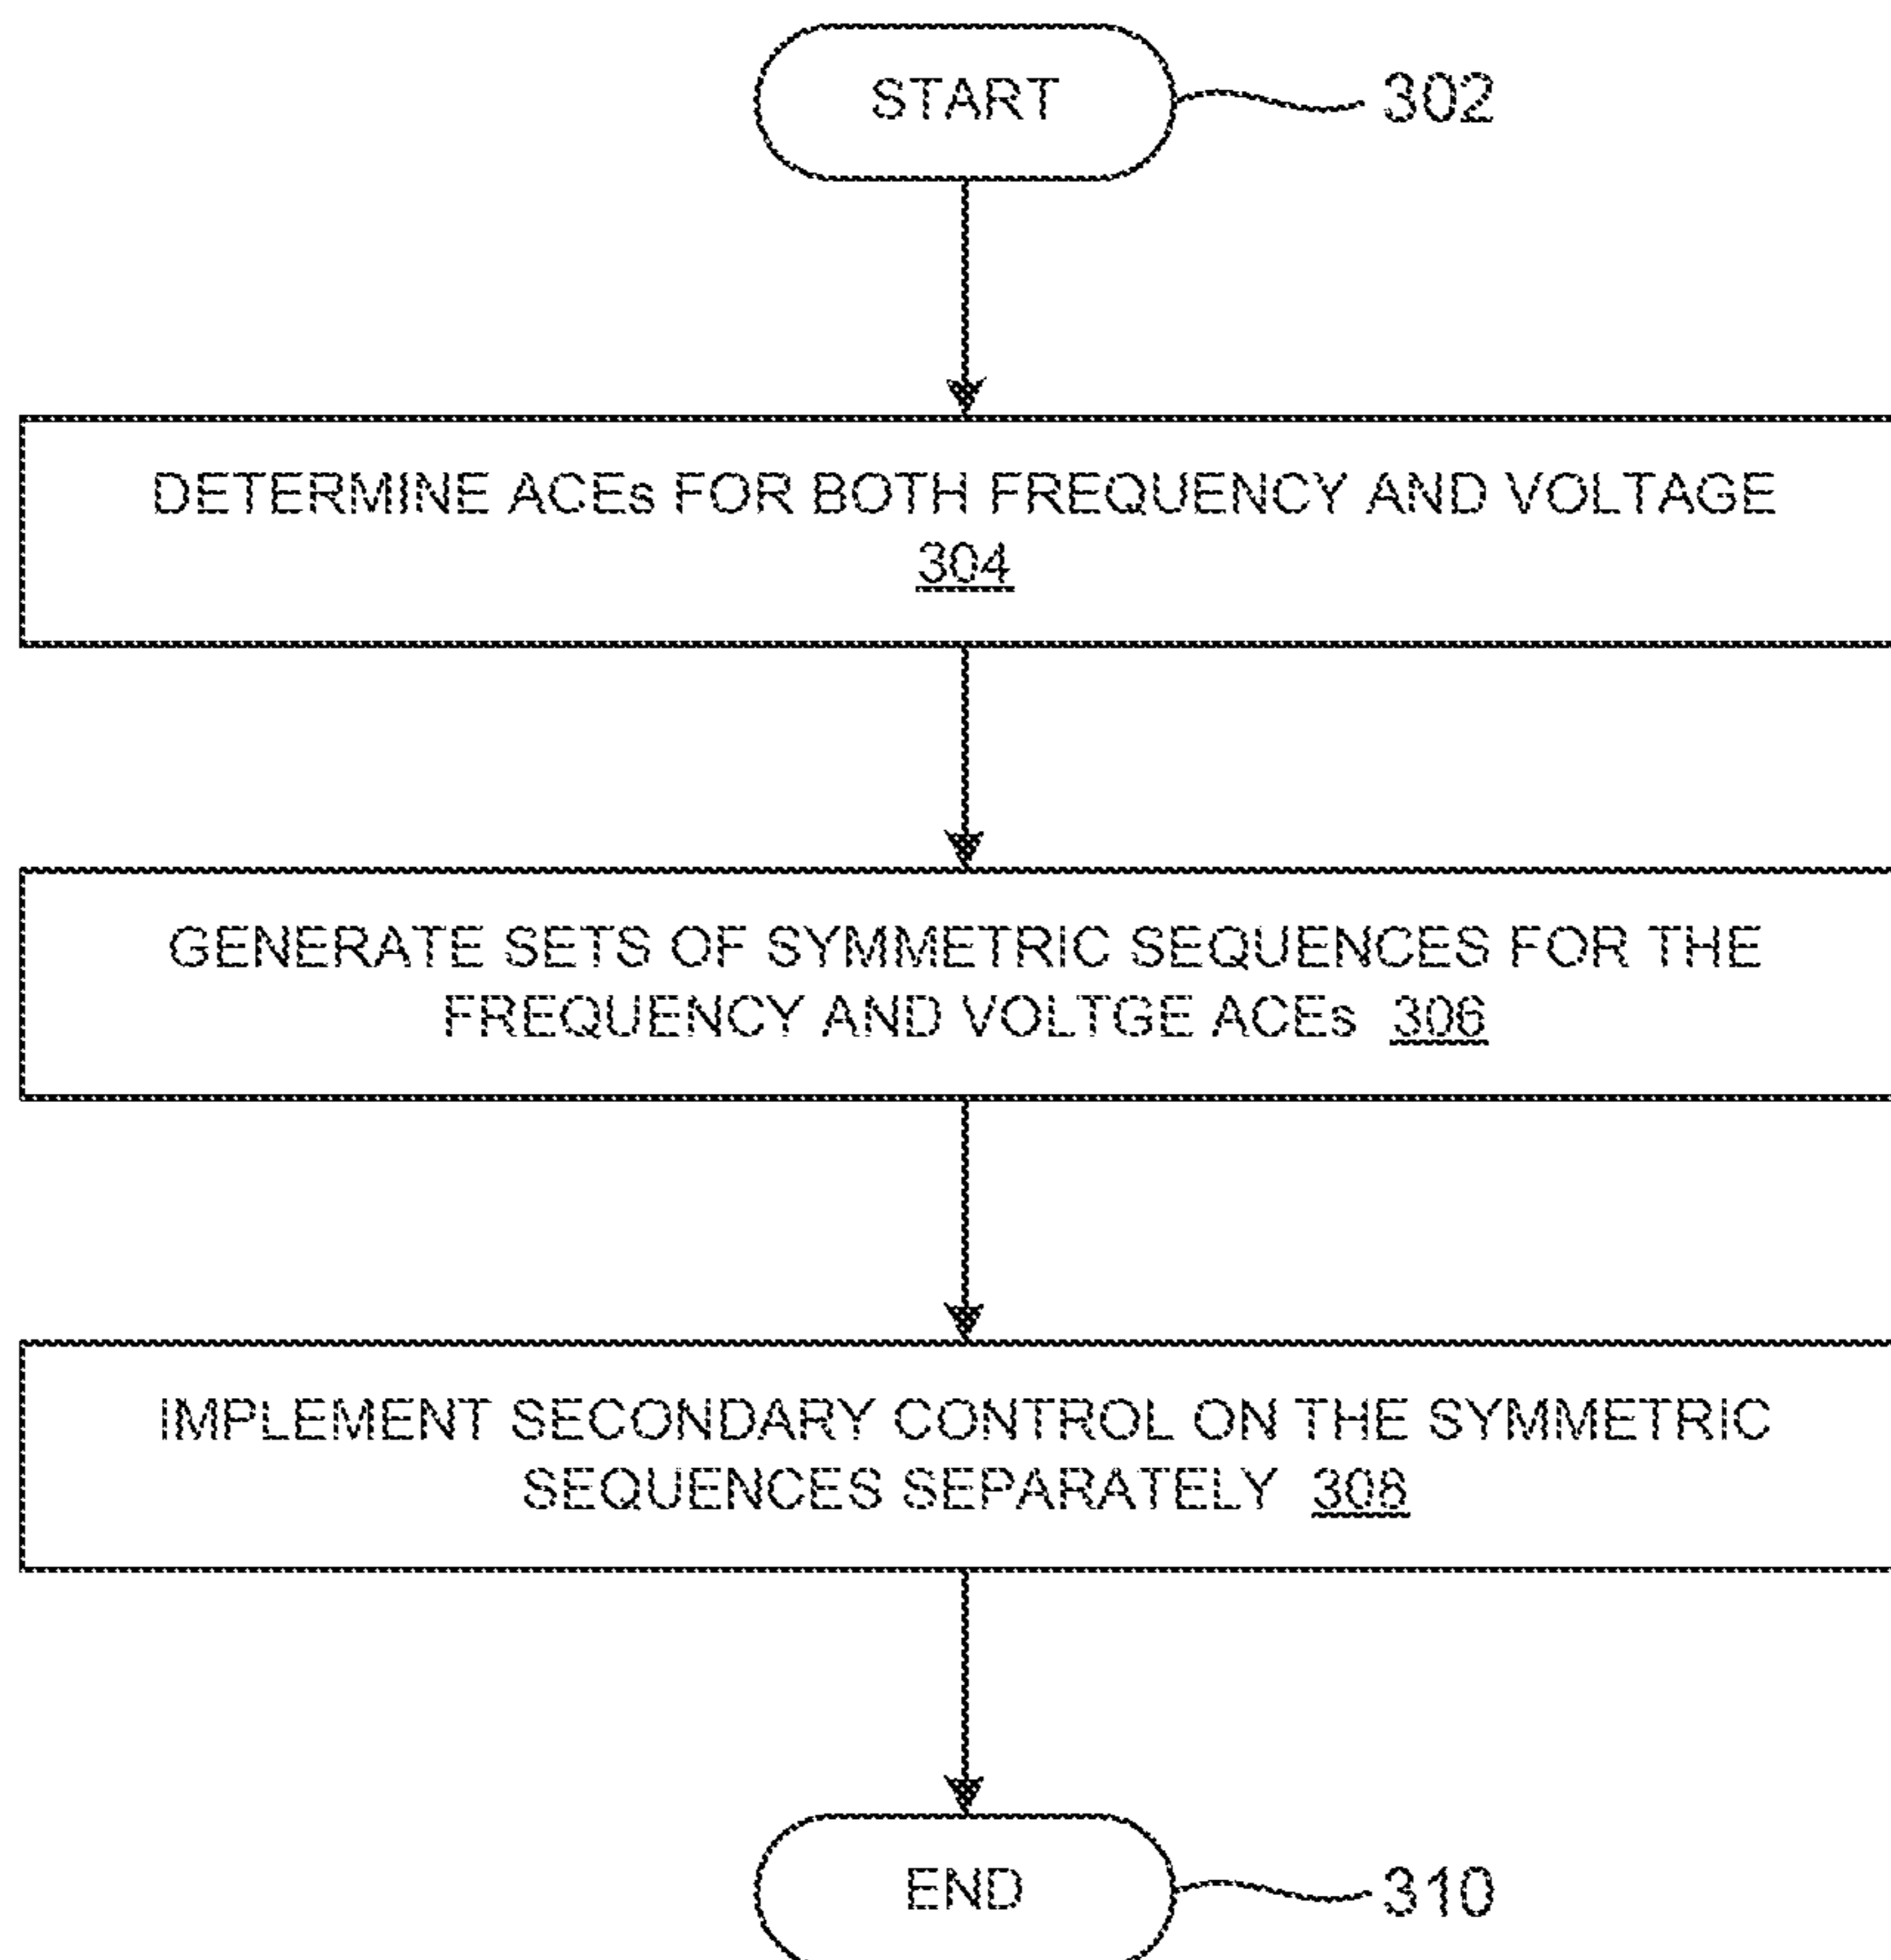 START 302
DETERMINE ACEs FOR BOTH FREQUENCY AND VOLTAGE
304
GENERATE SETS OF SYMMETRIC SEQUENCES FOR THE
FREQUENCY AND VOLTGE ACEs 306
IMPLEMENT SECONDARY CONTROL ON THE SYMMETRIC
SEQUENCES SEPARATELY 308
END 310